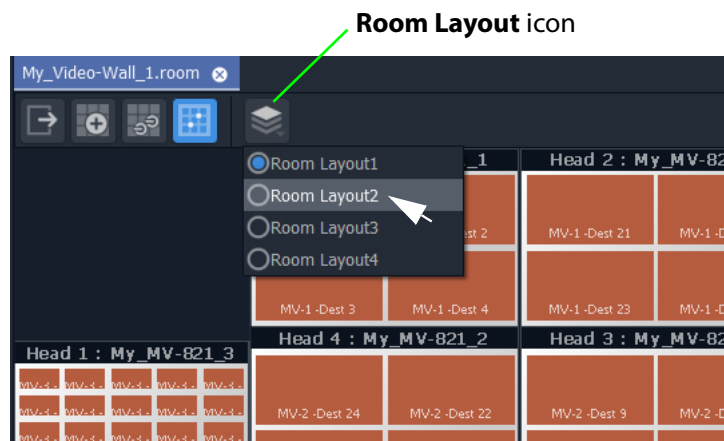 Room Layout icon
My_Video-Wall_1.room
Room Layout1
Room Layout2
Room Layout3
Room Layout4
_1
Head 2 : My_MV-82
est 2
MV-1 -Dest 21
MV-1 -D
MV-1 -Dest 3
MV-1 -Dest 4
MV-1 -Dest 23
MV-1 -D
Head 1 : My_MV-821_3
Head 4 : My_MV-821_2
Head 3 : My_MV-82
MV-2 -Dest 24
MV-2 -Dest 22
MV-2 -Dest 9
MV-2 -D